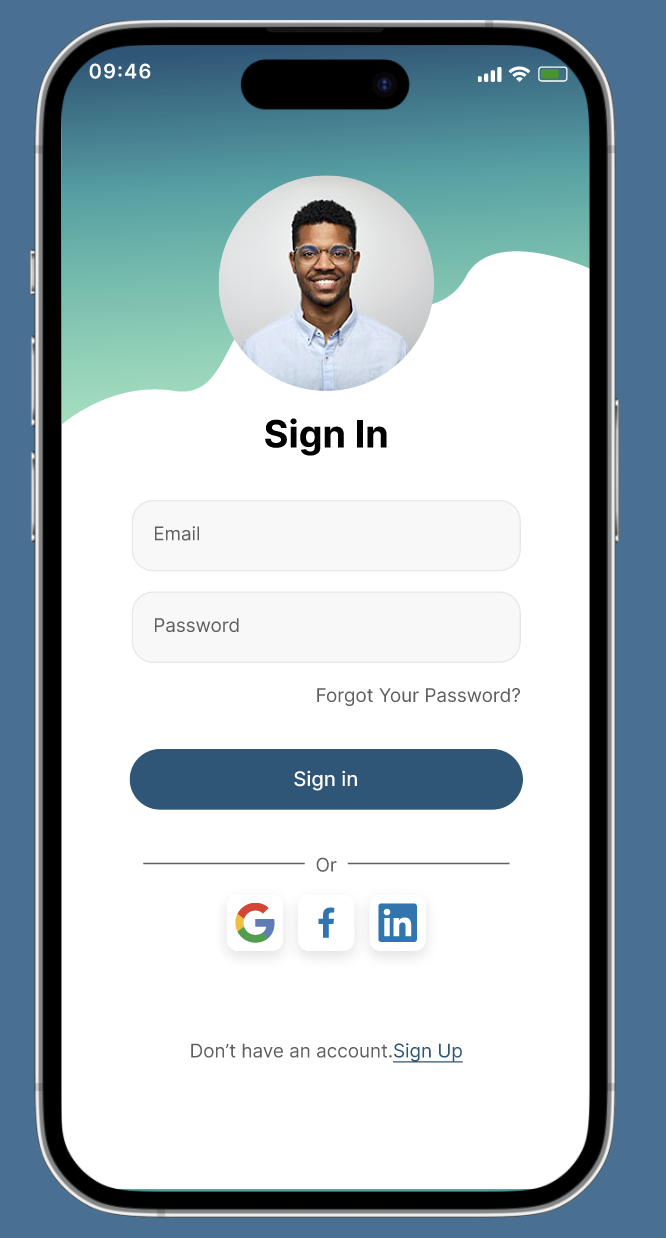 09:46
Sign In
Email
Password
Forgot Your Password?
Sign in
Or
G f in
Don’t have an account.Sign Up